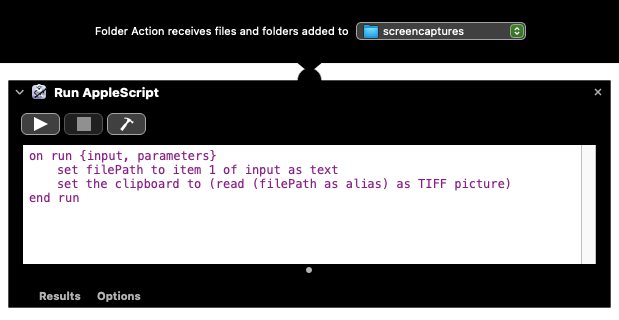 Folder Action receives files and folders added to screencaptures
Run AppleScript
on run {input, parameters}
set filePath to item 1 of input as text
set the clipboard to (read (filePath as alias) as TIFF picture)
end run
Results Options